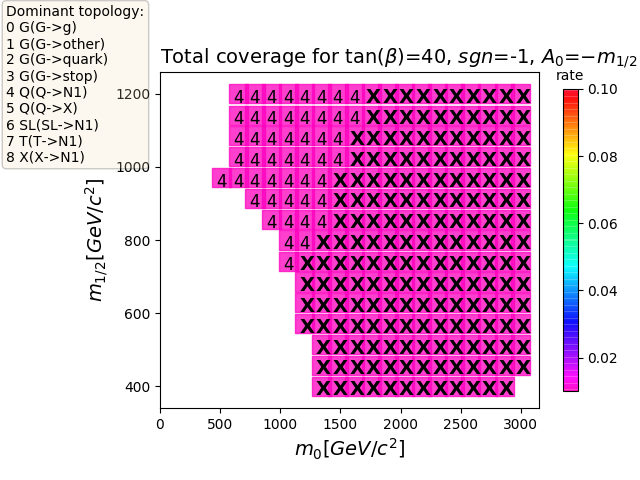 Dominant topology:
0 G(G->g)
1 G(G->other)
2 G(G->quark)
3 G(G->stop)
4 Q(Q->N1)
5 Q(Q->X)
6 SL(SL->N1)
7 T(T->N1)
8 X(X->N1)
Total coverage for tan(β)=40, sgn=-1, A₀=−m₁/₂
1200
1000
800
600
400
m₁/₂[GeV/c²]
4 4 4 4 4 4 4 4 X X X X X X X X X X
4 4 4 4 4 4 4 4 X X X X X X X X X X
4 4 4 4 4 4 4 X X X X X X X X X X X
4 4 4 4 4 4 4 X X X X X X X X X X X
4 4 4 4 4 4 4 X X X X X X X X X X X X
4 4 4 4 4 X X X X X X X X X X X X
4 4 4 4 X X X X X X X X X X X X
4 4 X X X X X X X X X X X X X
4 X X X X X X X X X X X X X X
X X X X X X X X X X X X X X
X X X X X X X X X X X X X X
X X X X X X X X X X X X X X
X X X X X X X X X X X X X
X X X X X X X X X X X X X
X X X X X X X X X X X X
0 500 1000 1500 2000 2500 3000
m₀[GeV/c²]
rate
0.10
0.08
0.06
0.04
0.02